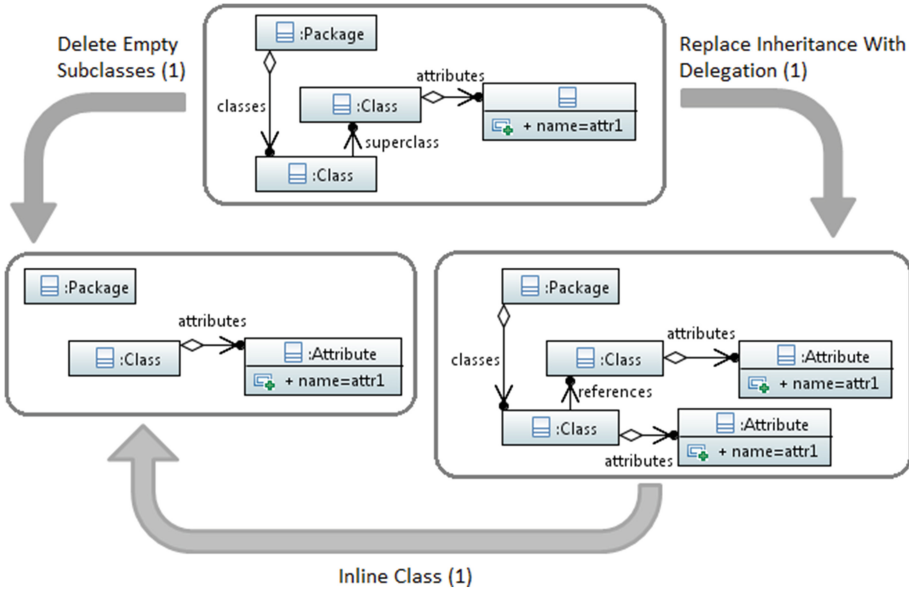 Delete Empty
Subclasses (1)
:Package
classes
attributes
:Class
+ name=attr1
superclass
:Class
Replace Inheritance With
Delegation (1)
:Package
attributes
:Class
:Attribute
+ name=attr1
:Package
classes
attributes
:Class
:Attribute
+ name=attr1
references
:Class
attributes
:Attribute
+ name=attr1
Inline Class (1)